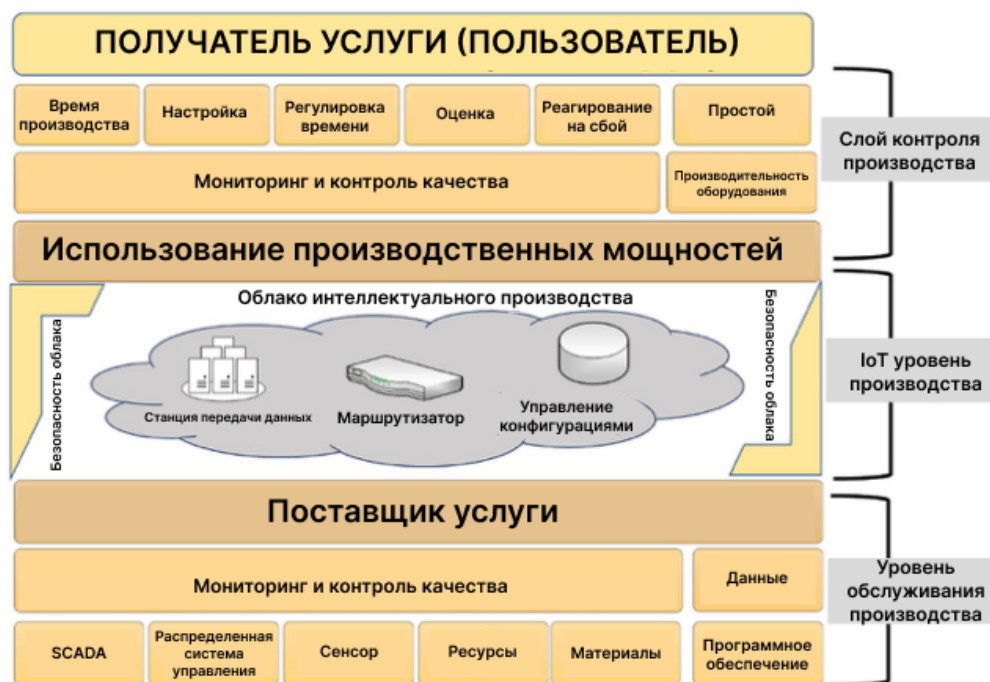 ПОЛУЧАТЕЛЬ УСЛУГИ (ПОЛЬЗОВАТЕЛЬ)
Время
производства
Настройка
Регулировка
времени
Оценка
Реагирование
на сбой
Простой
Мониторинг и контроль качества
Производительность
оборудования
Слой контроля
производства
Использование производственных мощностей
Облако интеллектуального производства
Безопасность облака
Станция передачи данных
Маршрутизатор
Управление
конфигурациями
Безопасность облака
IoT уровень
производства
Поставщик услуги
Мониторинг и контроль качества
Данные
Уровень
обслуживания
производства
SCADA
Распределенная
система
управления
Сенсор
Ресурсы
Материалы
Программное
обеспечение